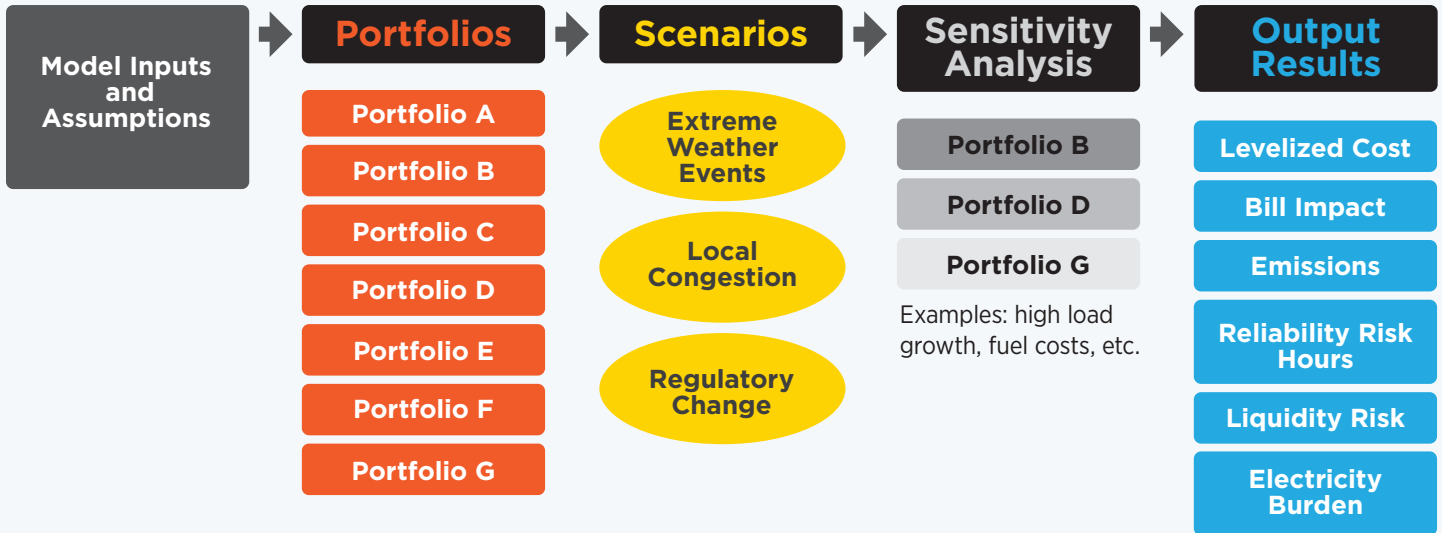 Model Inputs
and
Assumptions
Portfolios
Portfolio A
Portfolio B
Portfolio C
Portfolio D
Portfolio E
Portfolio F
Portfolio G
Scenarios
Extreme
Weather
Events
Local
Congestion
Regulatory
Change
Sensitivity
Analysis
Portfolio B
Portfolio D
Portfolio G
Examples: high load
growth, fuel costs, etc.
Output
Results
Levelized Cost
Bill Impact
Emissions
Reliability Risk
Hours
Liquidity Risk
Electricity
Burden